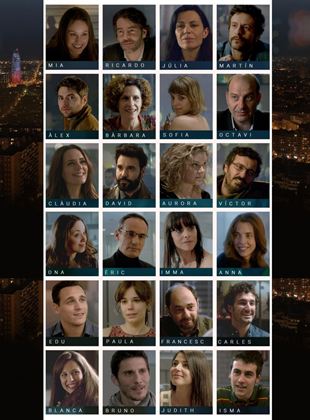 MIA RICARDO JÚLIA MARTÍN
ÀLEX BÁRBARA SOFIA OCTAVI
CLÀUDIA DAVID AURORA VÍCTOR
ONA ÈRIC IMMA ANNA
EDU PAULA FRANCESC CARLES
BLANCA BRUNO JUDITH ISMA